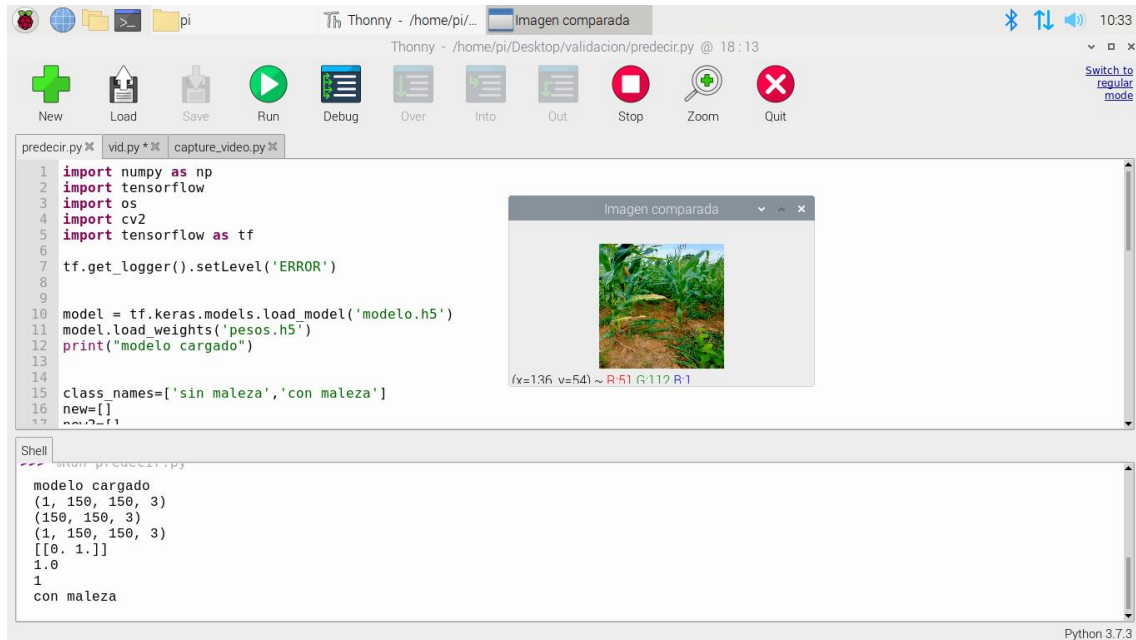 pi
Thonny - /home/pi/...
Imagen comparada
10:33
Thonny - /home/pi/Desktop/validacion/predecir.py @ 18:13
Switch to
regular
mode
New Load Save Run Debug Over Into Out Stop Zoom Quit
predecir.py vid.py * capture_video.py
1 import numpy as np
2 import tensorflow
3 import os
4 import cv2
5 import tensorflow as tf
6
7 tf.get_logger().setLevel('ERROR')
8
9
10 model = tf.keras.models.load_model('modelo.h5')
11 model.load_weights('pesos.h5')
12 print("modelo cargado")
13
14
15 class_names=['sin maleza','con maleza']
16 new=[]
17 new2=[]
Imagen comparada
(x=136, y=54) ~ R:51 G:112 B:1
Shell
>>> %Run predecir.py
modelo cargado
(1, 150, 150, 3)
(150, 150, 3)
(1, 150, 150, 3)
[[0. 1.]]
1.0
1
con maleza
Python 3.7.3